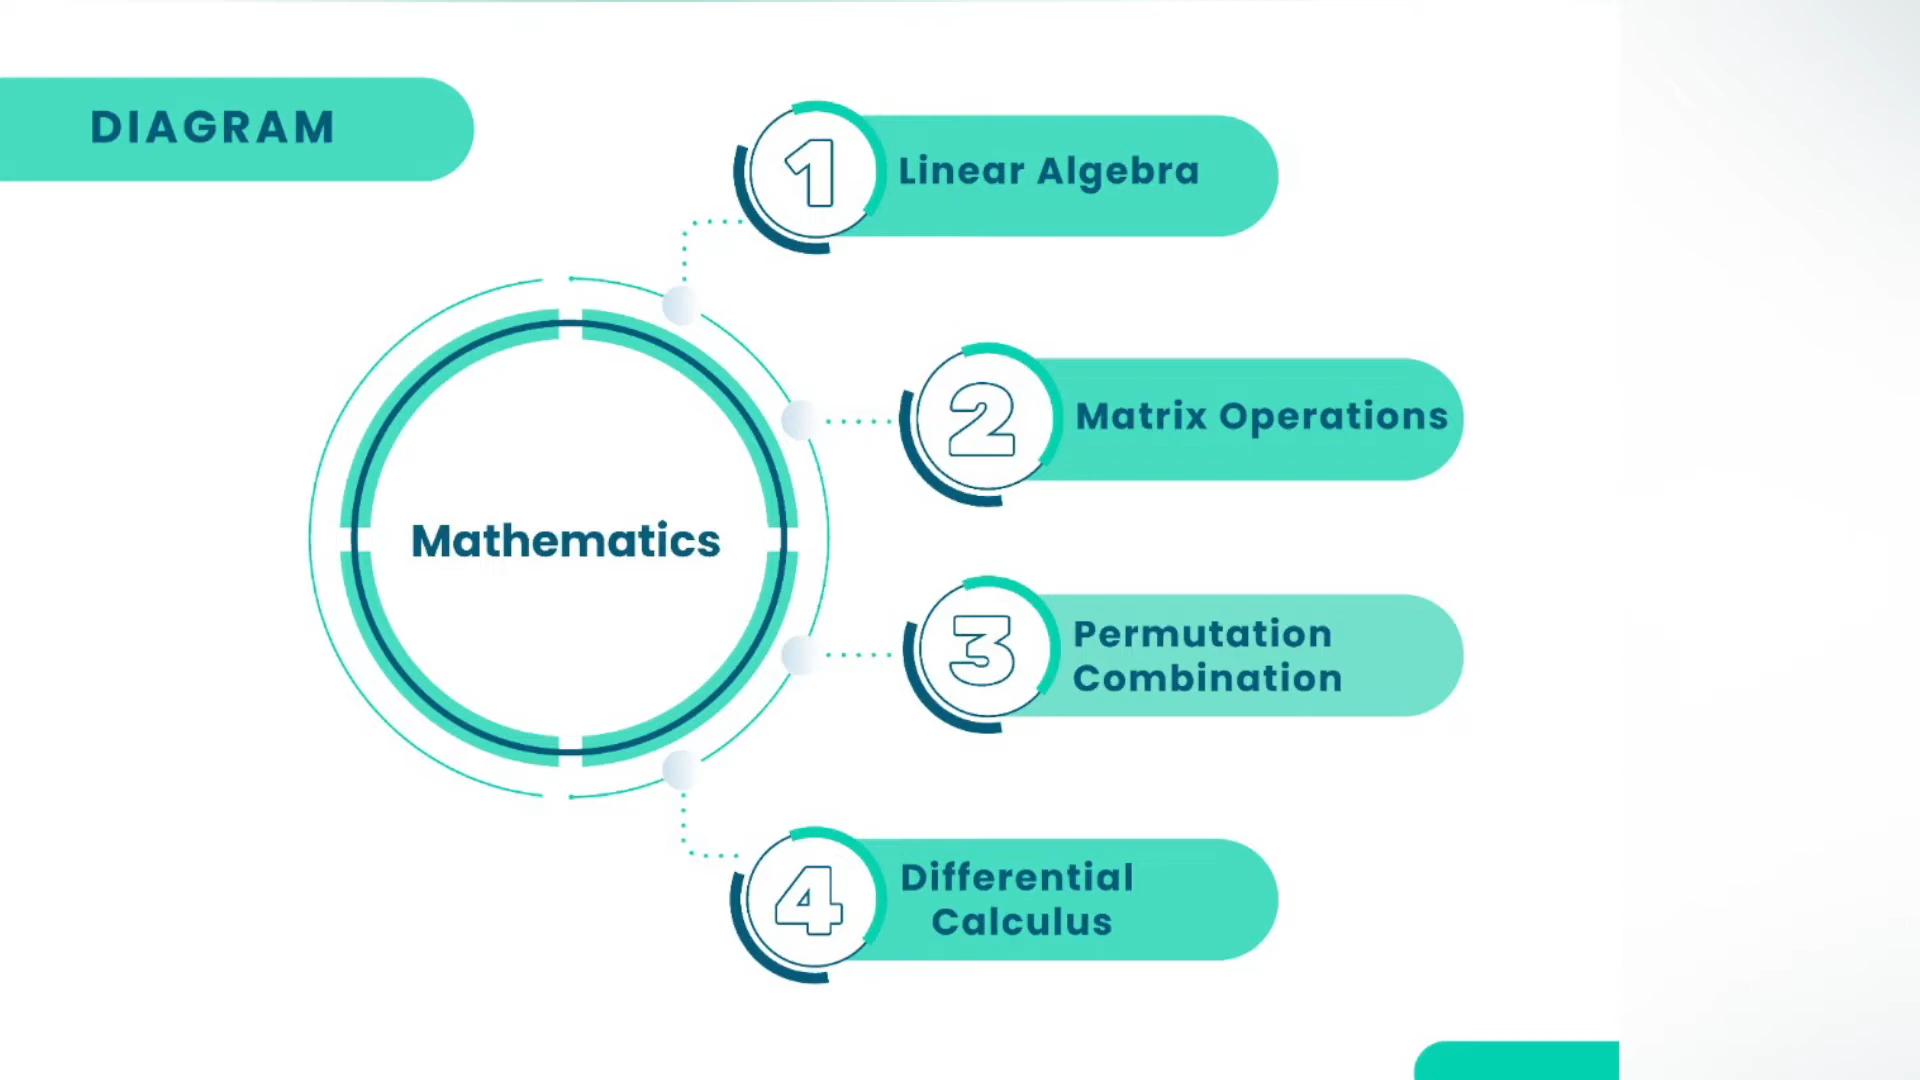 DIAGRAM
1
Linear Algebra
2
Matrix Operations
Mathematics
3
Permutation
Combination
4
Differential
Calculus